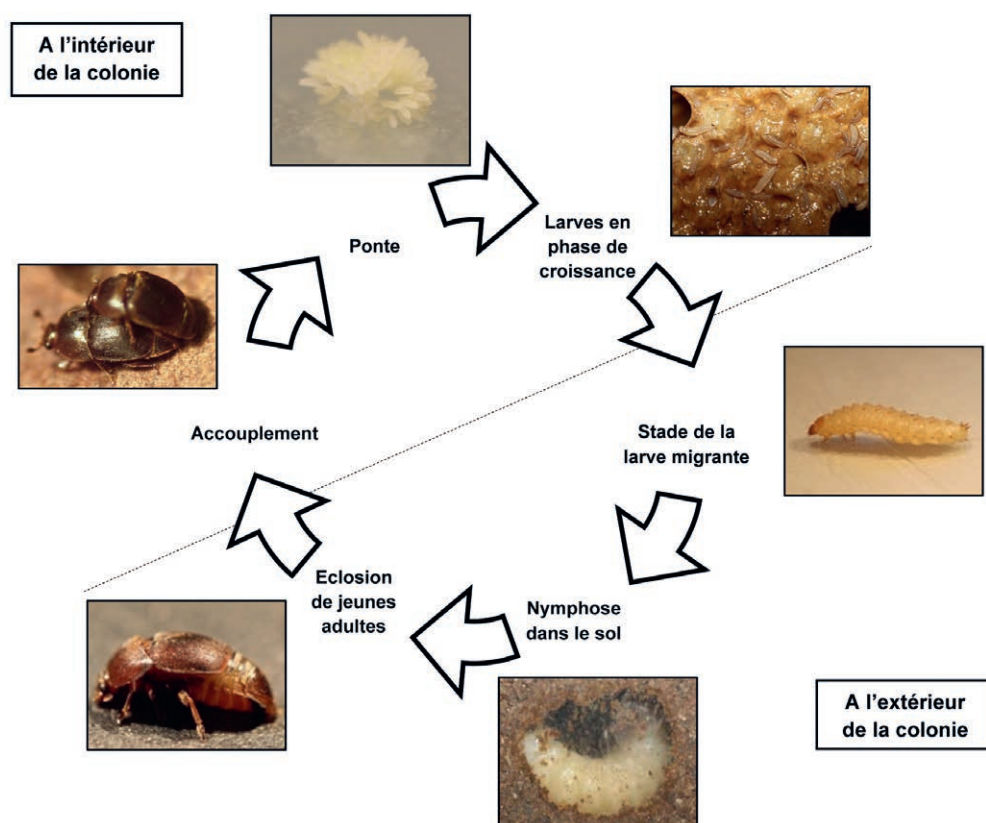 A l’intérieur
de la colonie
Ponte
Larves en
phase de
croissance
Accouplement
Stade de la
larve migrante
Eclosion
de jeunes
adultes
Nymphose
dans le sol
A l’extérieur
de la colonie